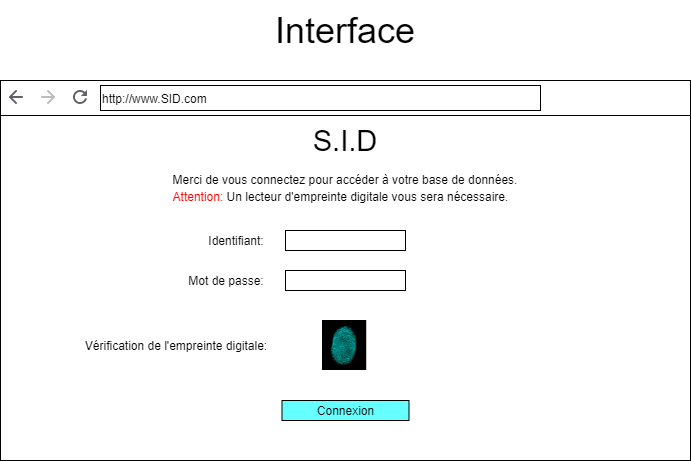 Interface
http://www.SID.com
S.I.D
Merci de vous connectez pour accéder à votre base de données.
Attention: Un lecteur d'empreinte digitale vous sera nécessaire.
Identifiant:
Mot de passe:
Vérification de l'empreinte digitale:
Connexion